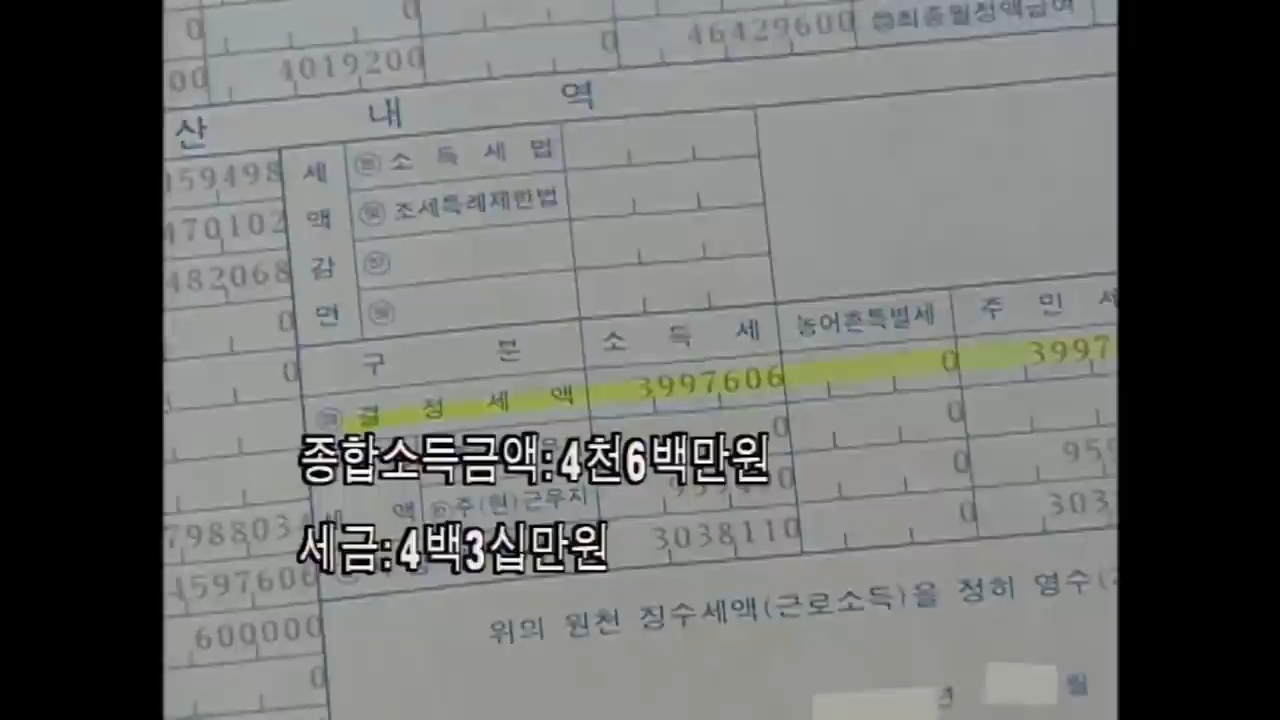 0 0
00 4019200 0 46429600 최종월정액급여
산 내 역
세 액 감 면
소 득 세 법
조세특례제한법
159498
470102
482068
0
0
구 분 소 득 세 농어촌특별세 주 민 세
결 정 세 액 3997606 0 3997
0 0
종합소득금액:4천6백만원
액 주(현)근무지 0 959
세금:4백3십만원
3038110 0 303
798803
4597606
600000
0
위의 원천 징수세액(근로소득)을 정히 영수(
월